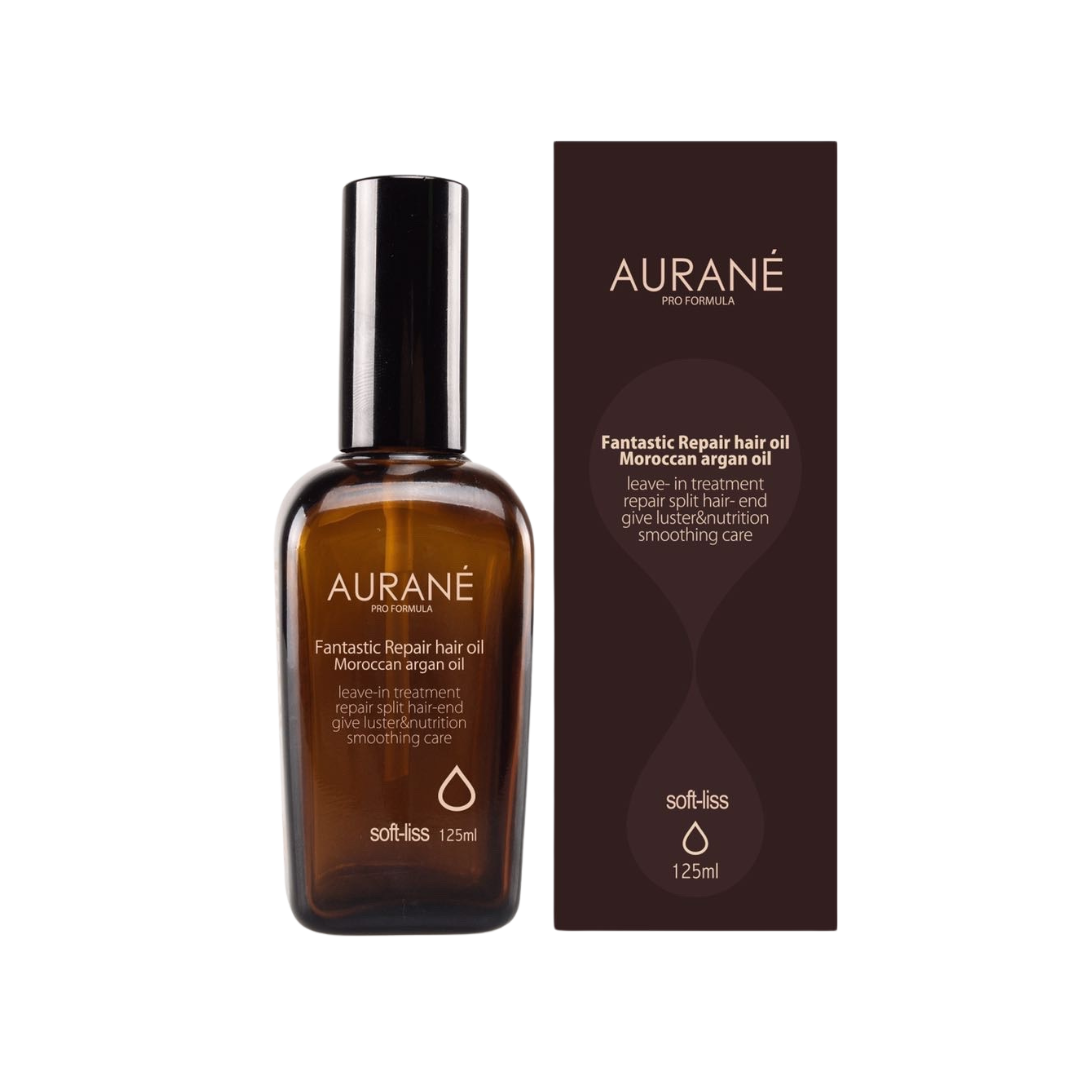 AURANÉ
PRO FORMULA
Fantastic Repair hair oil
Moroccan argan oil
leave-in treatment
repair split hair-end
give luster&nutrition
smoothing care
soft-liss 125ml
AURANÉ
PRO FORMULA
Fantastic Repair hair oil
Moroccan argan oil
leave- in treatment
repair split hair- end
give luster&nutrition
smoothing care
soft-liss
125ml